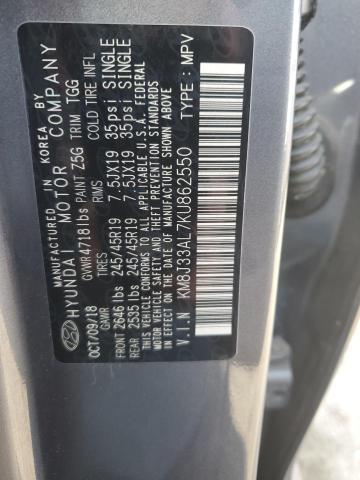 MANUFACTURED IN KOREA BY
HYUNDAI MOTOR COMPANY
OCT/09/18 GVWR 4718 lbs PAINT Z5G TRIM TGG
GAWR TIRES RIMS COLD TIRE INFL
FRONT 2646 lbs 245/45R19 7.5JX19 35psi SINGLE
2535 lbs 245/45R19 7.5JX19 35psi SINGLE
THIS VEHICLE CONFORMS TO ALL APPLICABLE U.S.A. FEDERAL
MOTOR VEHICLE SAFETY, BUMPER, AND THEFT PREVENTION STANDARDS
IN EFFECT ON THE DATE OF MANUFACTURE SHOWN ABOVE.
V.I.N KM8J33AL7KU862550 TYPE: MPV